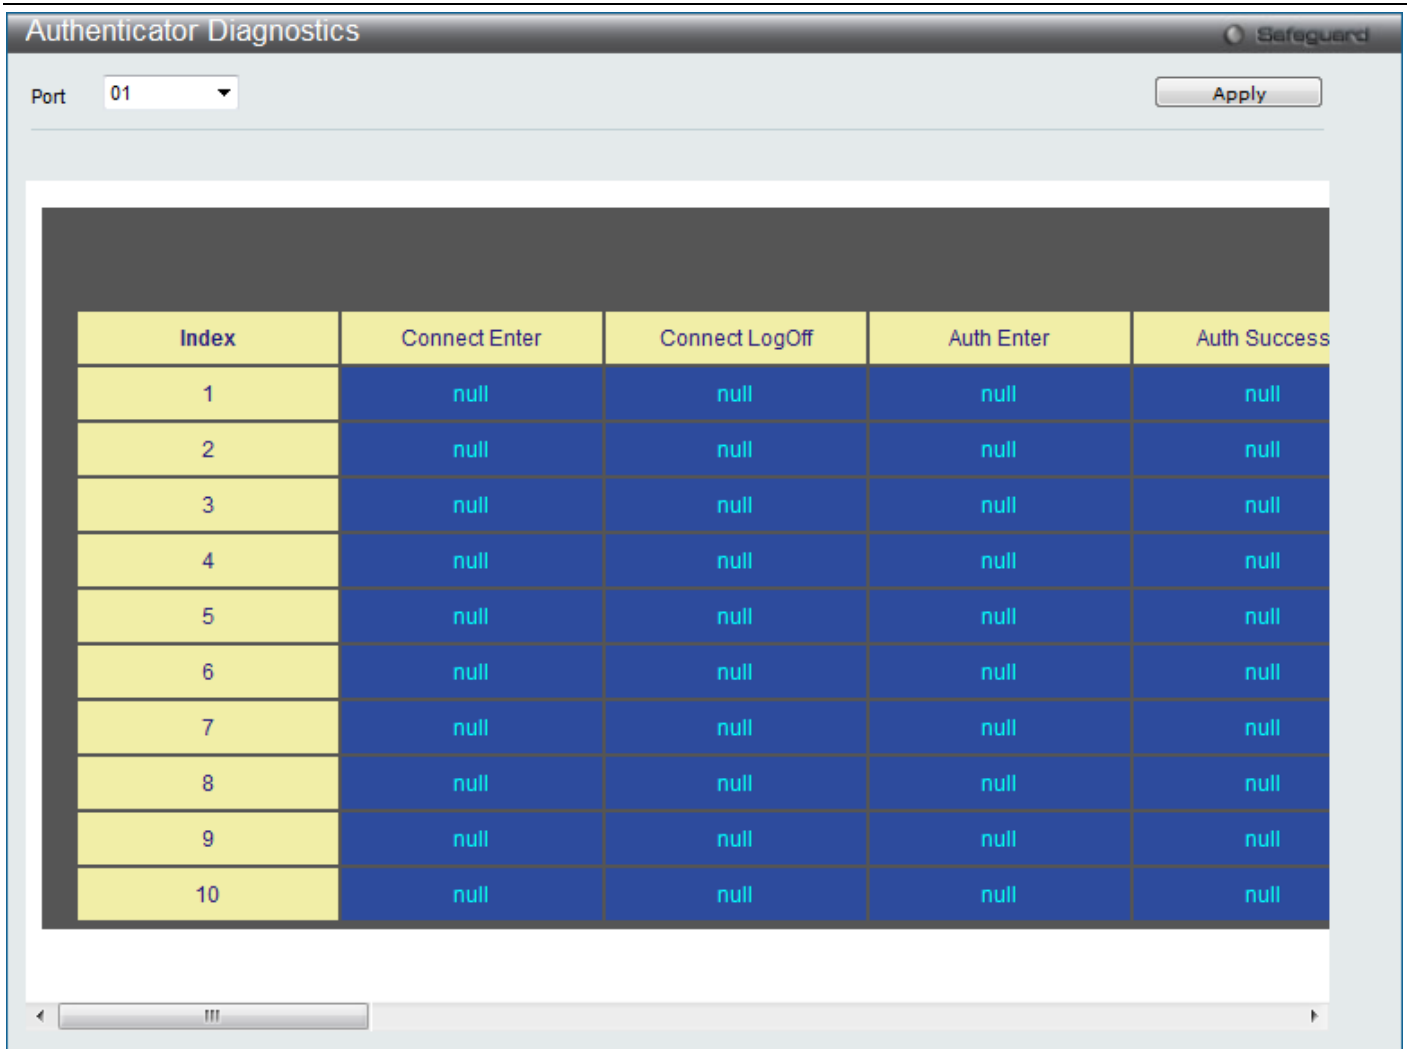 Authenticator Diagnostics
Safeguard
Port 01 Apply
Index Connect Enter Connect LogOff Auth Enter Auth Success
1 null null null null
2 null null null null
3 null null null null
4 null null null null
5 null null null null
6 null null null null
7 null null null null
8 null null null null
9 null null null null
10 null null null null